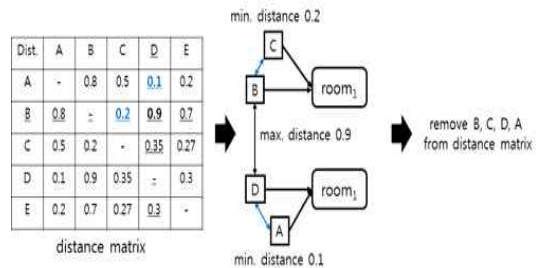 Dist. A B C D E
A - 0.8 0.5 0.1 0.2
B 0.8 - 0.2 0.9 0.7
C 0.5 0.2 - 0.35 0.27
D 0.1 0.9 0.35 - 0.3
E 0.2 0.7 0.27 0.3 -
distance matrix
min. distance 0.2
C
B
room₁
max. distance 0.9
D
A
room₁
min. distance 0.1
remove B, C, D, A
from distance matrix